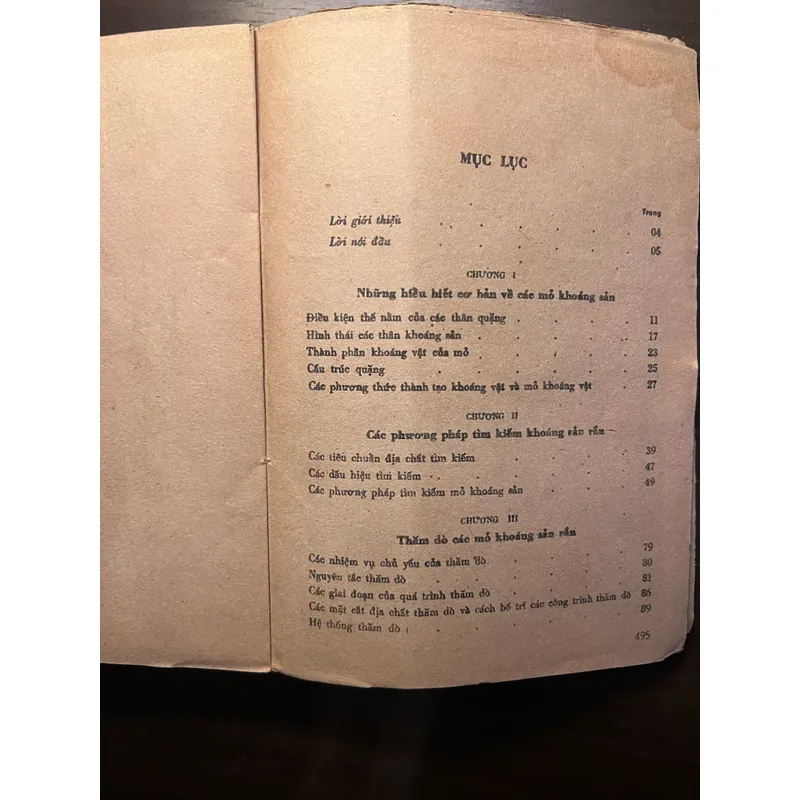 MỤC LỤC
Trang
Lời giới thiệu . . . . . . 04
Lời nói đầu . . . . . . 05
CHƯƠNG I
Những hiểu biết cơ bản về các mỏ khoáng sản
Điều kiện thế nằm của các thân quặng . . . . 11
Hình thái các thân khoáng sản . . . . . 17
Thành phần khoáng vật của mỏ . . . . . 23
Cấu trúc quặng . . . . . . 25
Các phương thức thành tạo khoáng vật và mỏ khoáng vật . 27
CHƯƠNG II
Các phương pháp tìm kiếm khoáng sản rắn
Các tiêu chuẩn địa chất tìm kiếm . . . . 39
Các dấu hiệu tìm kiếm . . . . . 47
Các phương pháp tìm kiếm mỏ khoáng sản . . . 49
CHƯƠNG III
Thăm dò các mỏ khoáng sản rắn
Các nhiệm vụ chủ yếu của thăm dò . . . . 79
Nguyên tắc thăm dò . . . . . . 80
Các giai đoạn của quá trình thăm dò . . . . 81
Các mặt cắt địa chất thăm dò và cách bố trí các công trình thăm dò 86
Hệ thống thăm dò . . . . . . 89
495